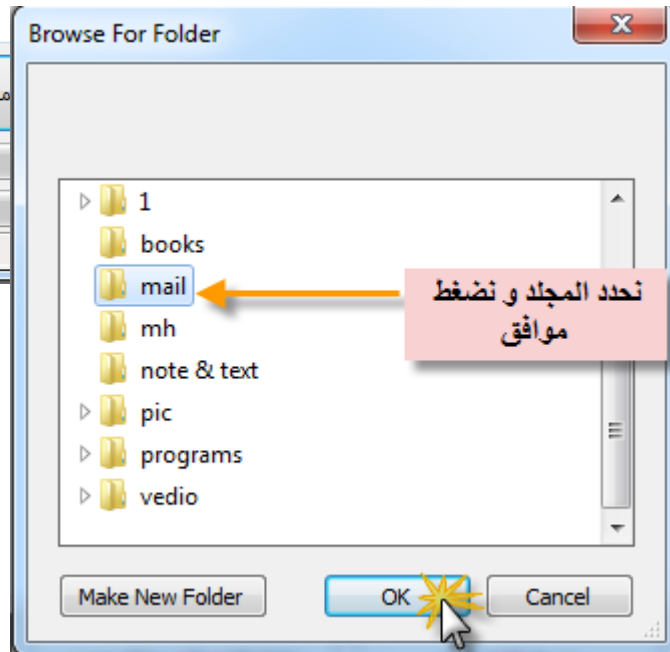 Browse For Folder
1
books
mail
نحدد المجلد و نضغط
موافق
mh
note & text
pic
programs
vedio
Make New Folder
OK
Cancel